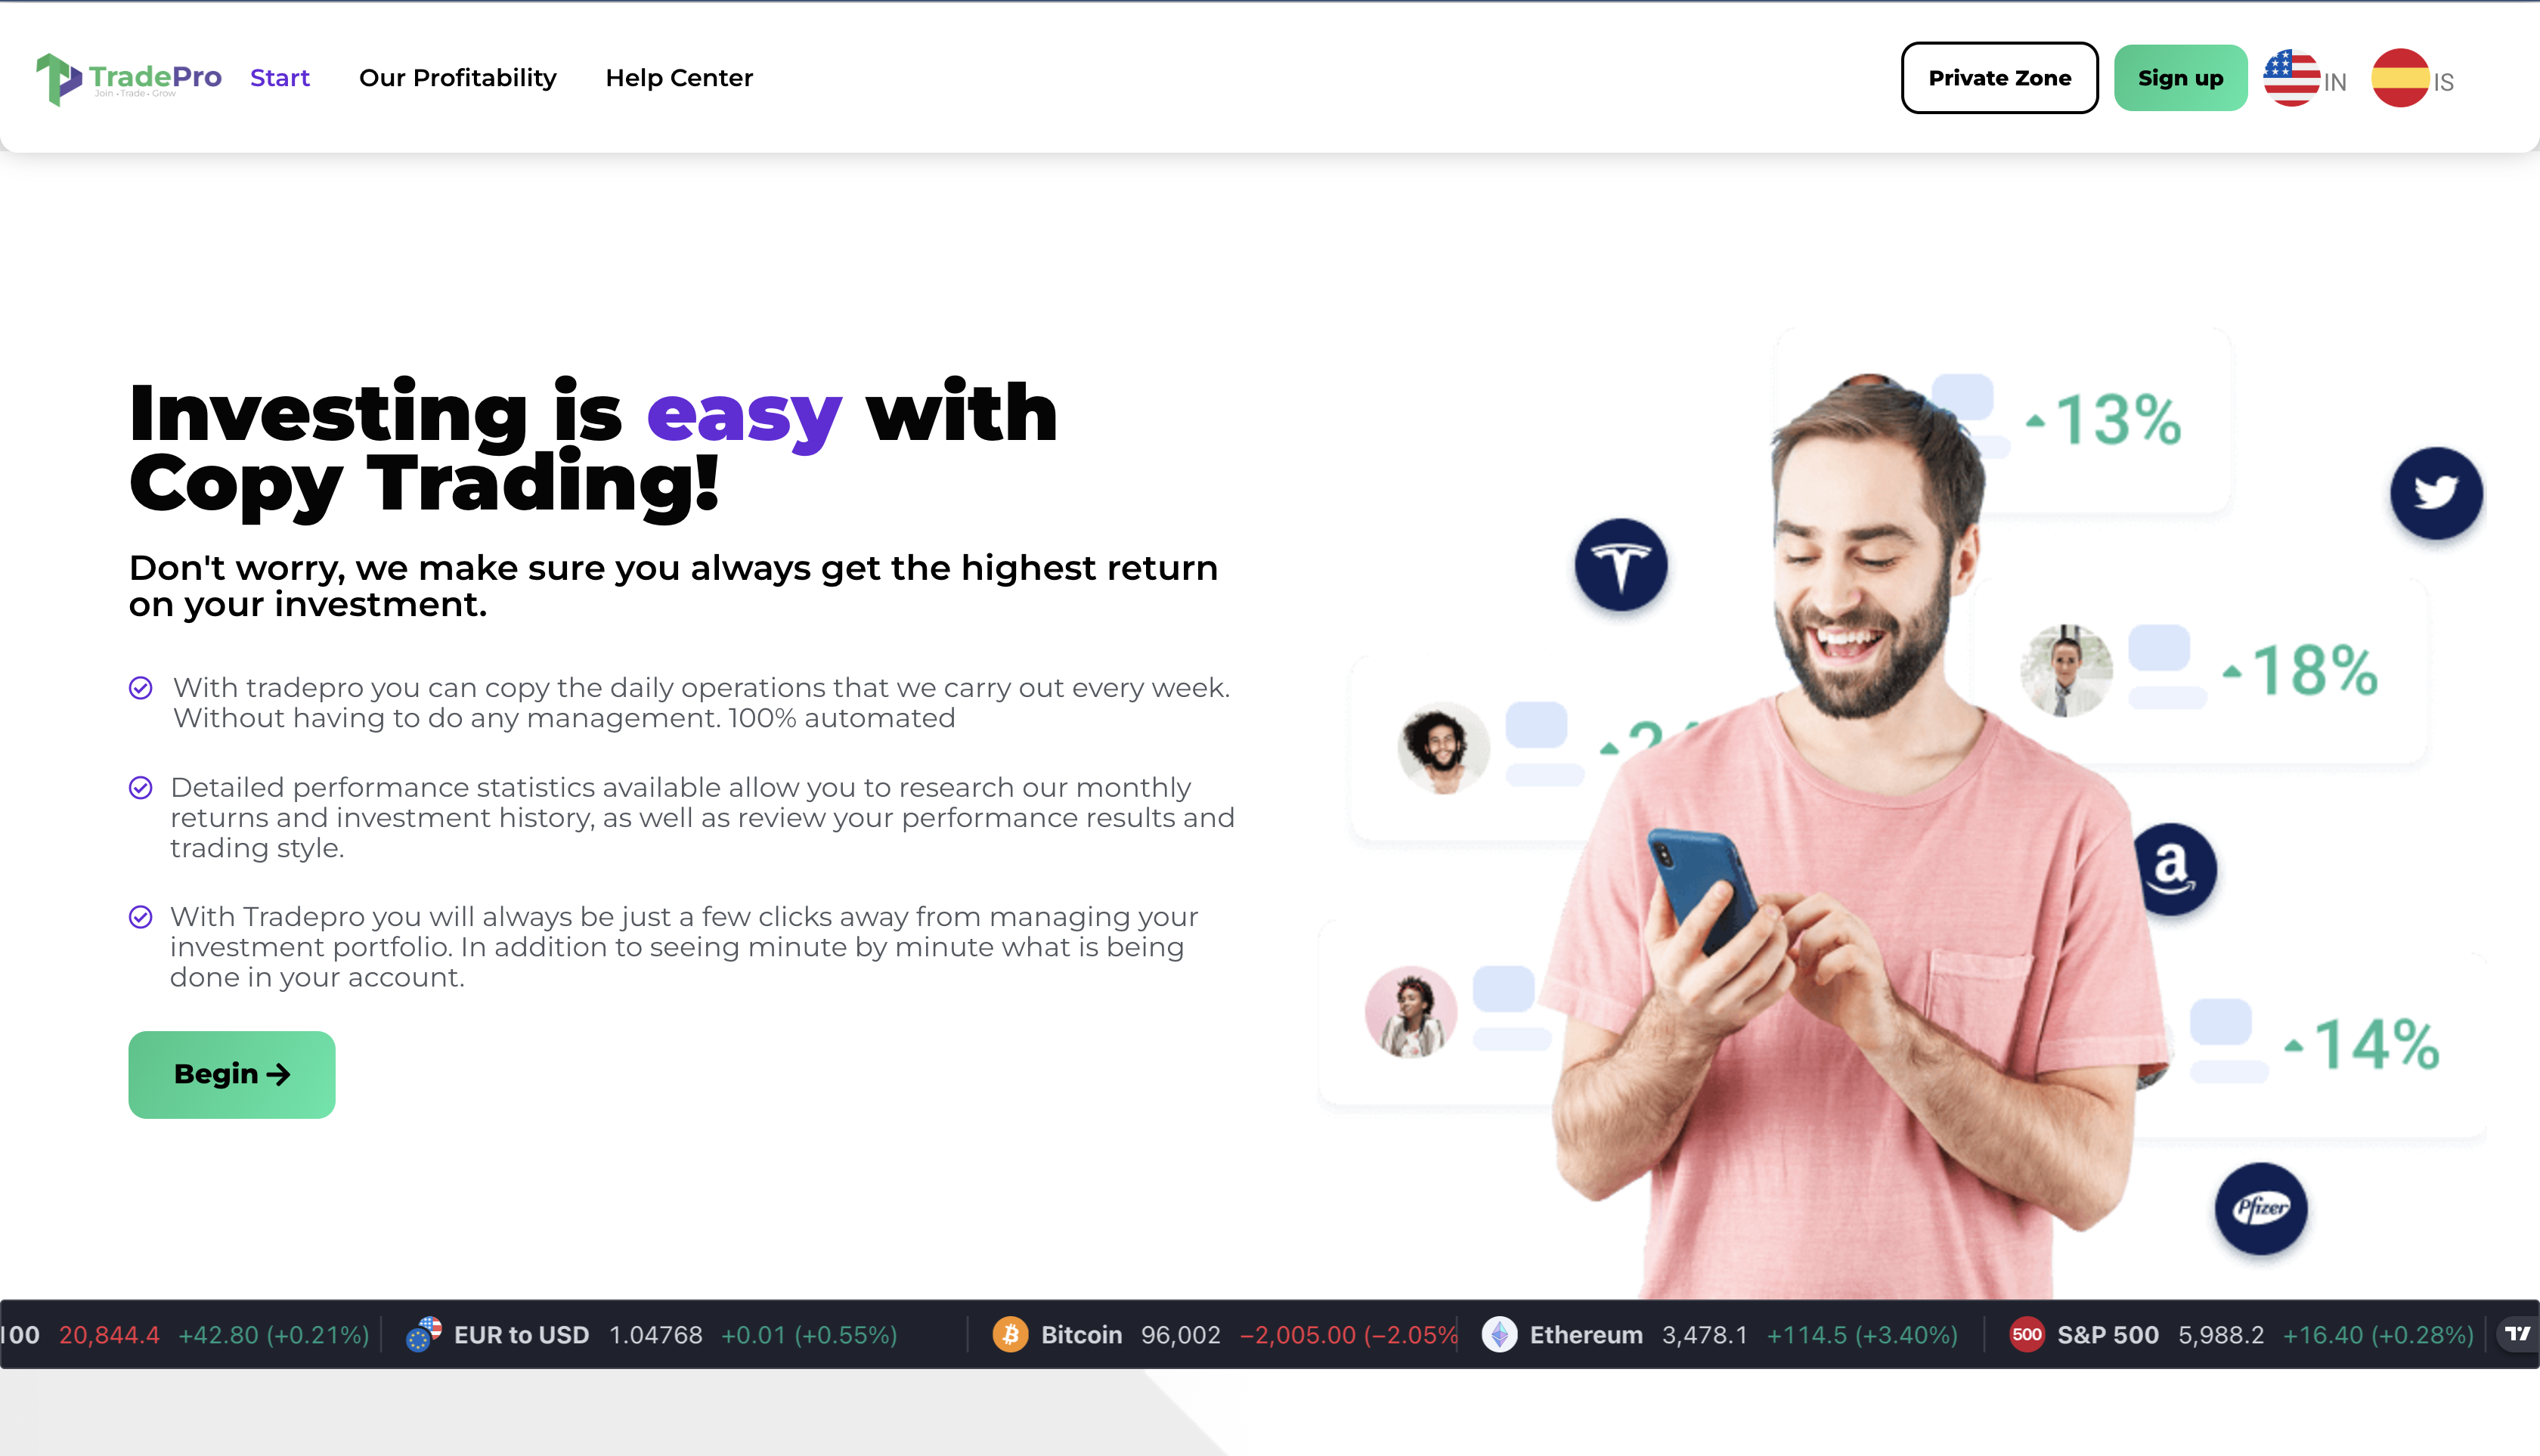 TradePro
Join • Trade • Grow
Start
Our Profitability
Help Center
Private Zone
Sign up
IN
IS
Investing is easy with
Copy Trading!
Don't worry, we make sure you always get the highest return
on your investment.
With tradepro you can copy the daily operations that we carry out every week.
Without having to do any management. 100% automated
Detailed performance statistics available allow you to research our monthly
returns and investment history, as well as review your performance results and
trading style.
With Tradepro you will always be just a few clicks away from managing your
investment portfolio. In addition to seeing minute by minute what is being
done in your account.
Begin →
13%
18%
a
14%
Pfizer
100 20,844.4 +42.80 (+0.21%)
EUR to USD 1.04768 +0.01 (+0.55%)
Bitcoin 96,002 −2,005.00 (−2.05%
Ethereum 3,478.1 +114.5 (+3.40%)
500 S&P 500 5,988.2 +16.40 (+0.28%)